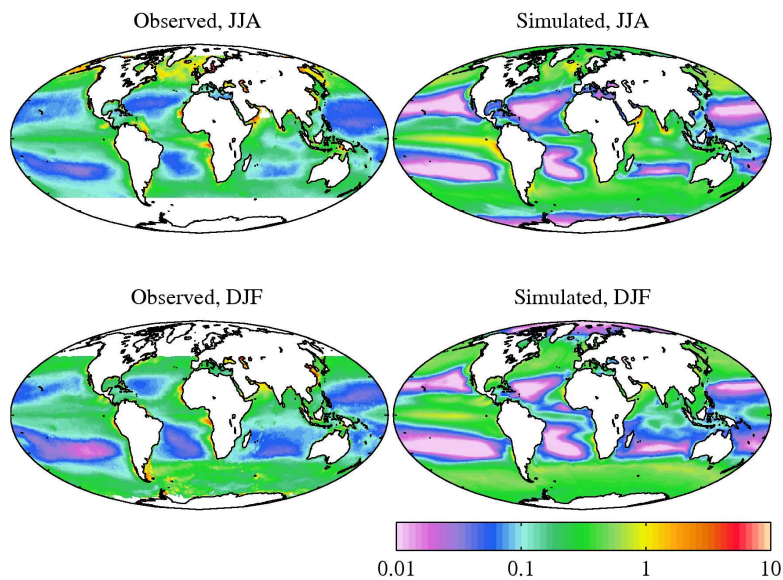 Observed, JJA
Simulated, JJA
Observed, DJF
Simulated, DJF
0.01 0.1 1 10